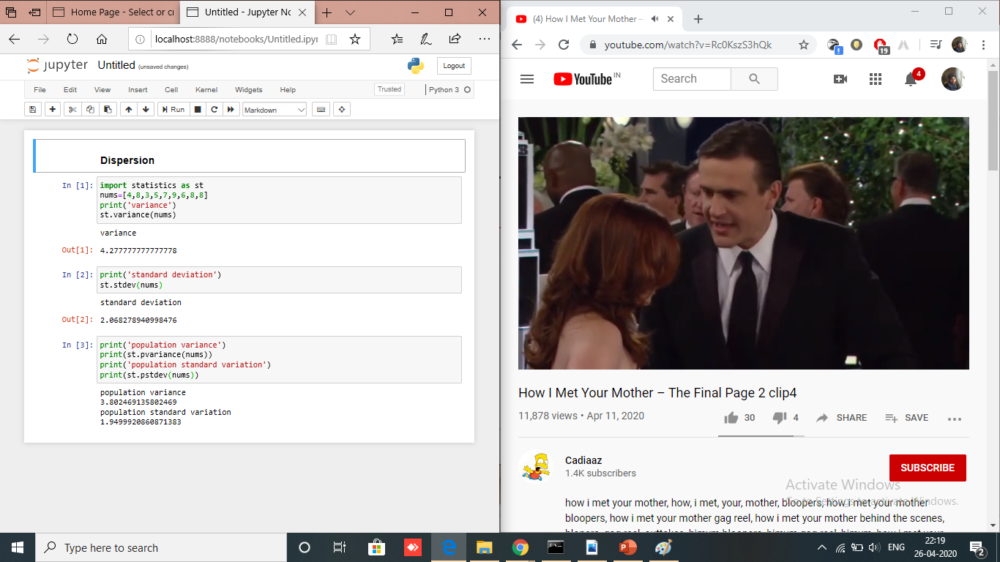 Home Page - Select or cr
Untitled - Jupyter No
localhost:8888/notebooks/Untitled.ipyn
jupyter Untitled (unsaved changes)
Logout
File Edit View Insert Cell Kernel Widgets Help
Trusted
Python 3
Run
Markdown
Dispersion
In [1]: import statistics as st
nums=[4,8,3,5,7,9,6,8,8]
print('variance')
st.variance(nums)
variance
Out[1]: 4.277777777777778
In [2]: print('standard deviation')
st.stdev(nums)
standard deviation
Out[2]: 2.068278940998476
In [3]: print('population variance')
print(st.pvariance(nums))
print('population standard variation')
print(st.pstdev(nums))
population variance
3.802469135802469
population standard variation
1.9499920860871383
(4) How I Met Your Mother –
youtube.com/watch?v=Rc0KszS3hQk
19
YouTube IN
Search
4
How I Met Your Mother – The Final Page 2 clip4
11,878 views • Apr 11, 2020
30
4
SHARE
SAVE
Cadiaaz
1.4K subscribers
SUBSCRIBE
how i met your mother, how, i met, your, mother, bloopers, how i met your mother
bloopers, how i met your mother gag reel, how i met your mother behind the scenes,
Activate Windows
Go to Settings to activate Windows.
Type here to search
ENG
22:19
26-04-2020
2